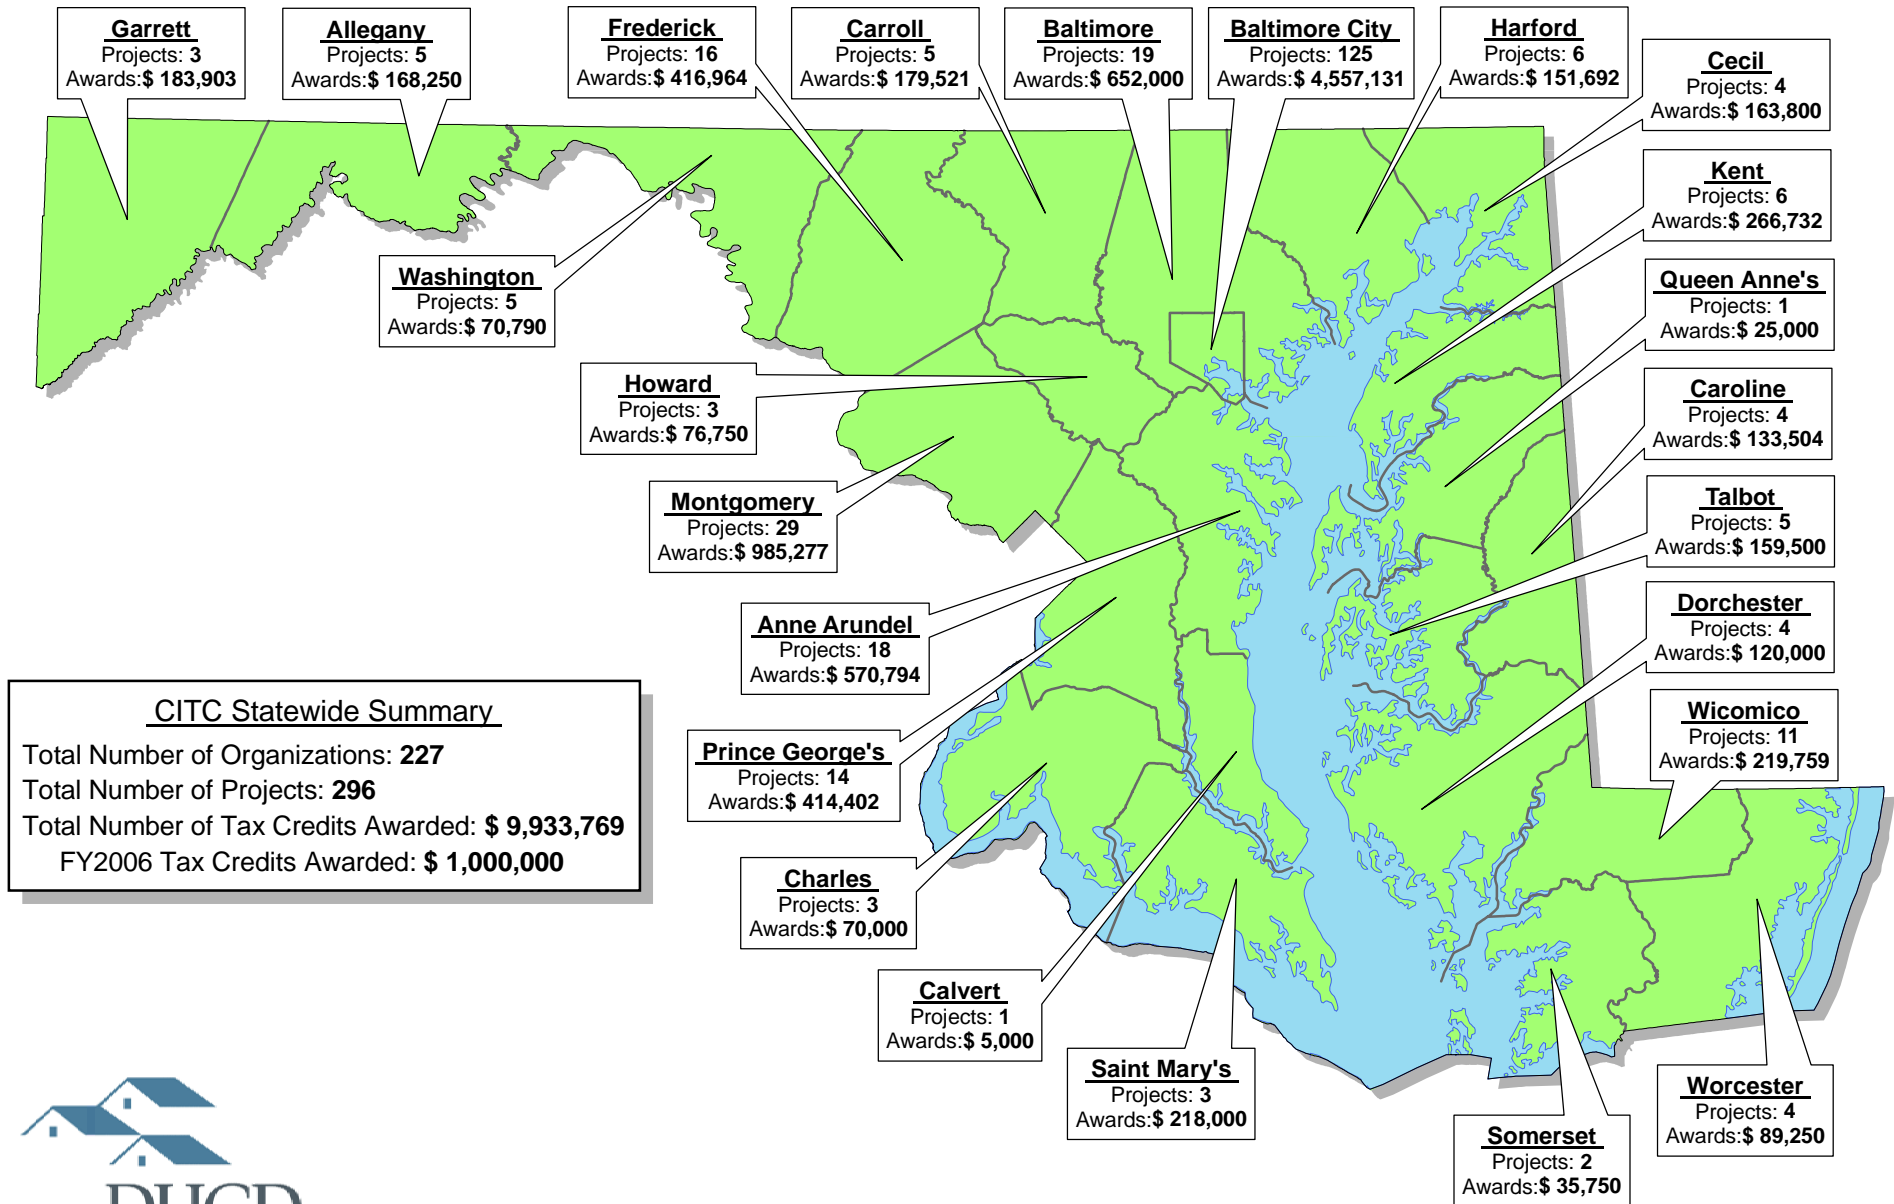 Garrett
Projects: 3
Awards:$ 183,903
Allegany
Projects: 5
Awards:$ 168,250
Frederick
Projects: 16
Awards:$ 416,964
Carroll
Projects: 5
Awards:$ 179,521
Baltimore
Projects: 19
Awards:$ 652,000
Baltimore City
Projects: 125
Awards:$ 4,557,131
Harford
Projects: 6
Awards:$ 151,692
Cecil
Projects: 4
Awards:$ 163,800
Kent
Projects: 6
Awards:$ 266,732
Washington
Projects: 5
Awards:$ 70,790
Queen Anne's
Projects: 1
Awards:$ 25,000
Howard
Projects: 3
Awards:$ 76,750
Caroline
Projects: 4
Awards:$ 133,504
Montgomery
Projects: 29
Awards:$ 985,277
Talbot
Projects: 5
Awards:$ 159,500
Anne Arundel
Projects: 18
Awards:$ 570,794
Dorchester
Projects: 4
Awards:$ 120,000
CITC Statewide Summary
Total Number of Organizations: 227
Total Number of Projects: 296
Total Number of Tax Credits Awarded: $ 9,933,769
FY2006 Tax Credits Awarded: $ 1,000,000
Prince George's
Projects: 14
Awards:$ 414,402
Wicomico
Projects: 11
Awards:$ 219,759
Charles
Projects: 3
Awards:$ 70,000
Calvert
Projects: 1
Awards:$ 5,000
Saint Mary's
Projects: 3
Awards:$ 218,000
Worcester
Projects: 4
Awards:$ 89,250
Somerset
Projects: 2
Awards:$ 35,750
DHCD